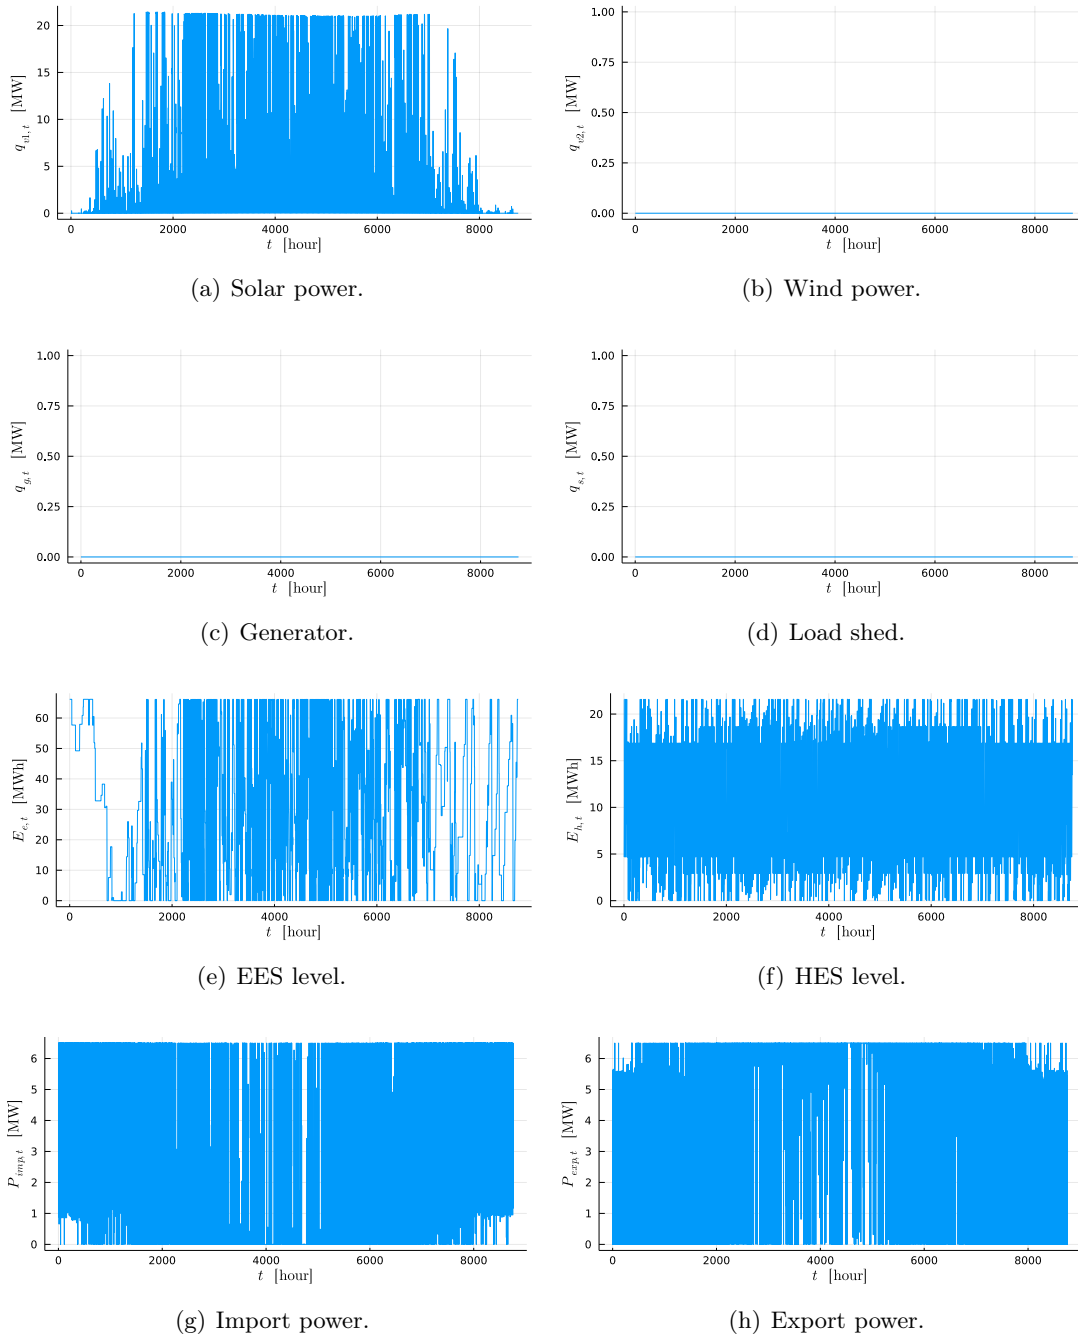 20
15
10
5
0
q_{v1,t} [MW]
0 2000 4000 6000 8000
t [hour]
(a) Solar power.
1.00
0.75
0.50
0.25
0.00
q_{v2,t} [MW]
0 2000 4000 6000 8000
t [hour]
(b) Wind power.
1.00
0.75
0.50
0.25
0.00
q_{g,t} [MW]
0 2000 4000 6000 8000
t [hour]
(c) Generator.
1.00
0.75
0.50
0.25
0.00
q_{s,t} [MW]
0 2000 4000 6000 8000
t [hour]
(d) Load shed.
60
50
40
30
20
10
0
E_{e,t} [MWh]
0 2000 4000 6000 8000
t [hour]
(e) EES level.
20
15
10
5
0
E_{h,t} [MWh]
0 2000 4000 6000 8000
t [hour]
(f) HES level.
6
5
4
3
2
1
0
P_{imp,t} [MW]
0 2000 4000 6000 8000
t [hour]
(g) Import power.
6
5
4
3
2
1
0
P_{exp,t} [MW]
0 2000 4000 6000 8000
t [hour]
(h) Export power.